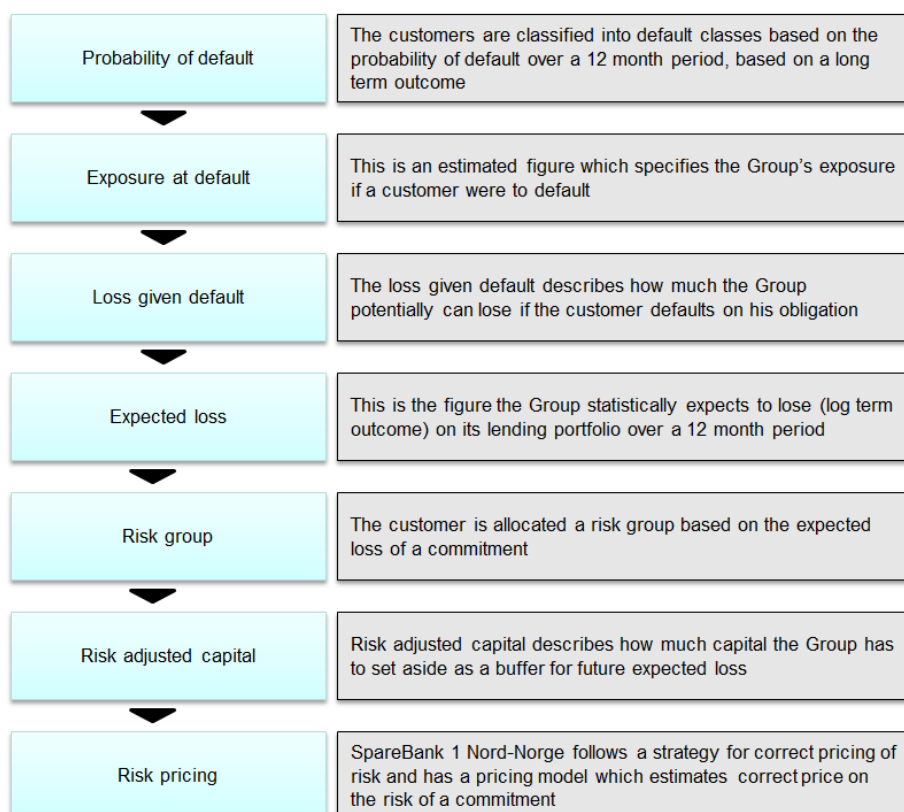 Probability of default
The customers are classified into default classes based on the
probability of default over a 12 month period, based on a long
term outcome
Exposure at default
This is an estimated figure which specifies the Group's exposure
if a customer were to default
Loss given default
The loss given default describes how much the Group
potentially can lose if the customer defaults on his obligation
Expected loss
This is the figure the Group statistically expects to lose (log term
outcome) on its lending portfolio over a 12 month period
Risk group
The customer is allocated a risk group based on the expected
loss of a commitment
Risk adjusted capital
Risk adjusted capital describes how much capital the Group has
to set aside as a buffer for future expected loss
Risk pricing
SpareBank 1 Nord-Norge follows a strategy for correct pricing of
risk and has a pricing model which estimates correct price on
the risk of a commitment